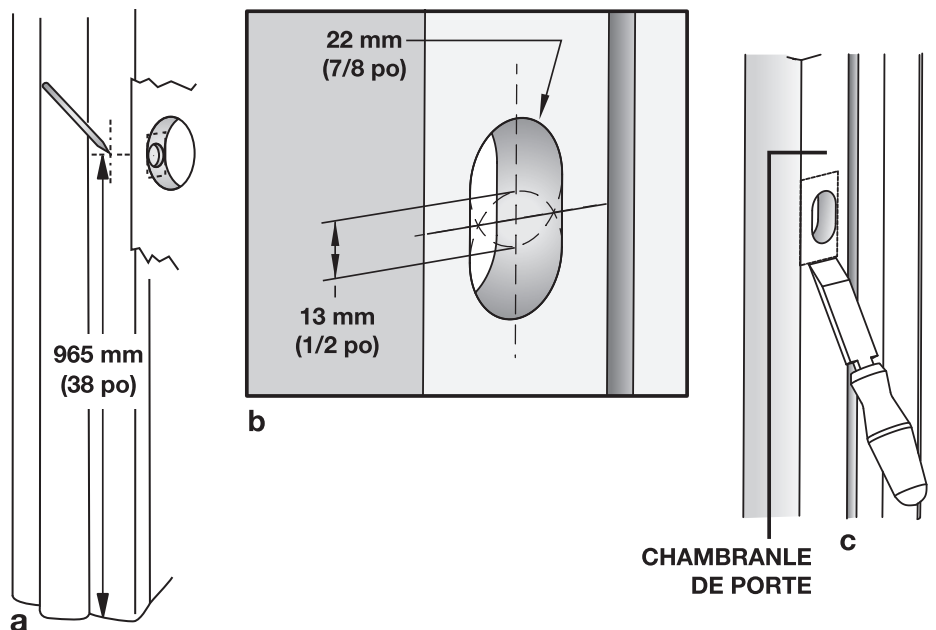 965 mm
(38 po)
a
22 mm
(7/8 po)
13 mm
(1/2 po)
b
CHAMBRANLE
DE PORTE
c